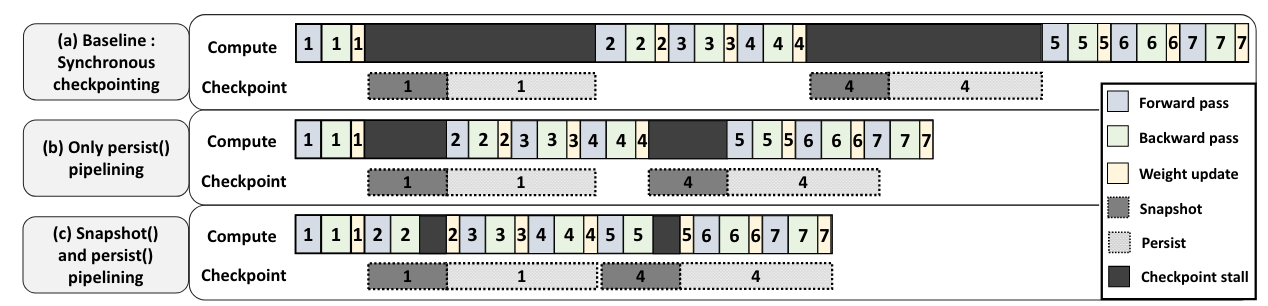 (a) Baseline :
Synchronous
checkpointing
Compute
1 1 1 2 2 2 3 3 3 4 4 4 5 5 5 6 6 6 7 7 7
Checkpoint
1 1 4 4
(b) Only persist()
pipelining
Compute
1 1 1 2 2 2 3 3 3 4 4 4 5 5 5 6 6 6 7 7 7
Checkpoint
1 1 4 4
(c) Snapshot()
and persist()
pipelining
Compute
1 1 1 2 2 2 3 3 3 4 4 4 5 5 5 6 6 6 7 7 7
Checkpoint
1 1 4 4
Forward pass
Backward pass
Weight update
Snapshot
Persist
Checkpoint stall